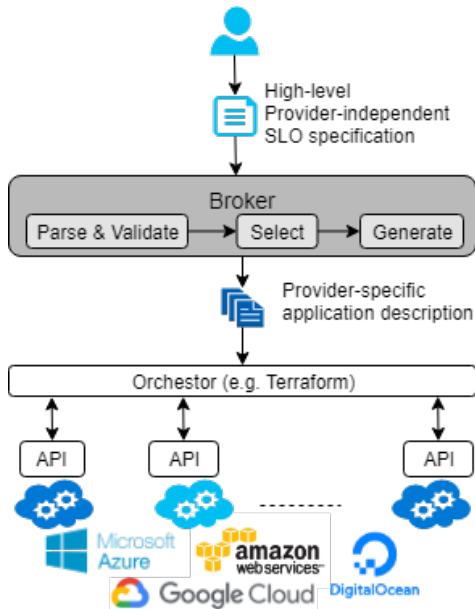 High-level
Provider-independent
SLO specification
Broker
Parse & Validate
Select
Generate
Provider-specific
application description
Orchestor (e.g. Terraform)
API
API
API
Microsoft
Azure
amazon
webservices™
Google Cloud
DigitalOcean